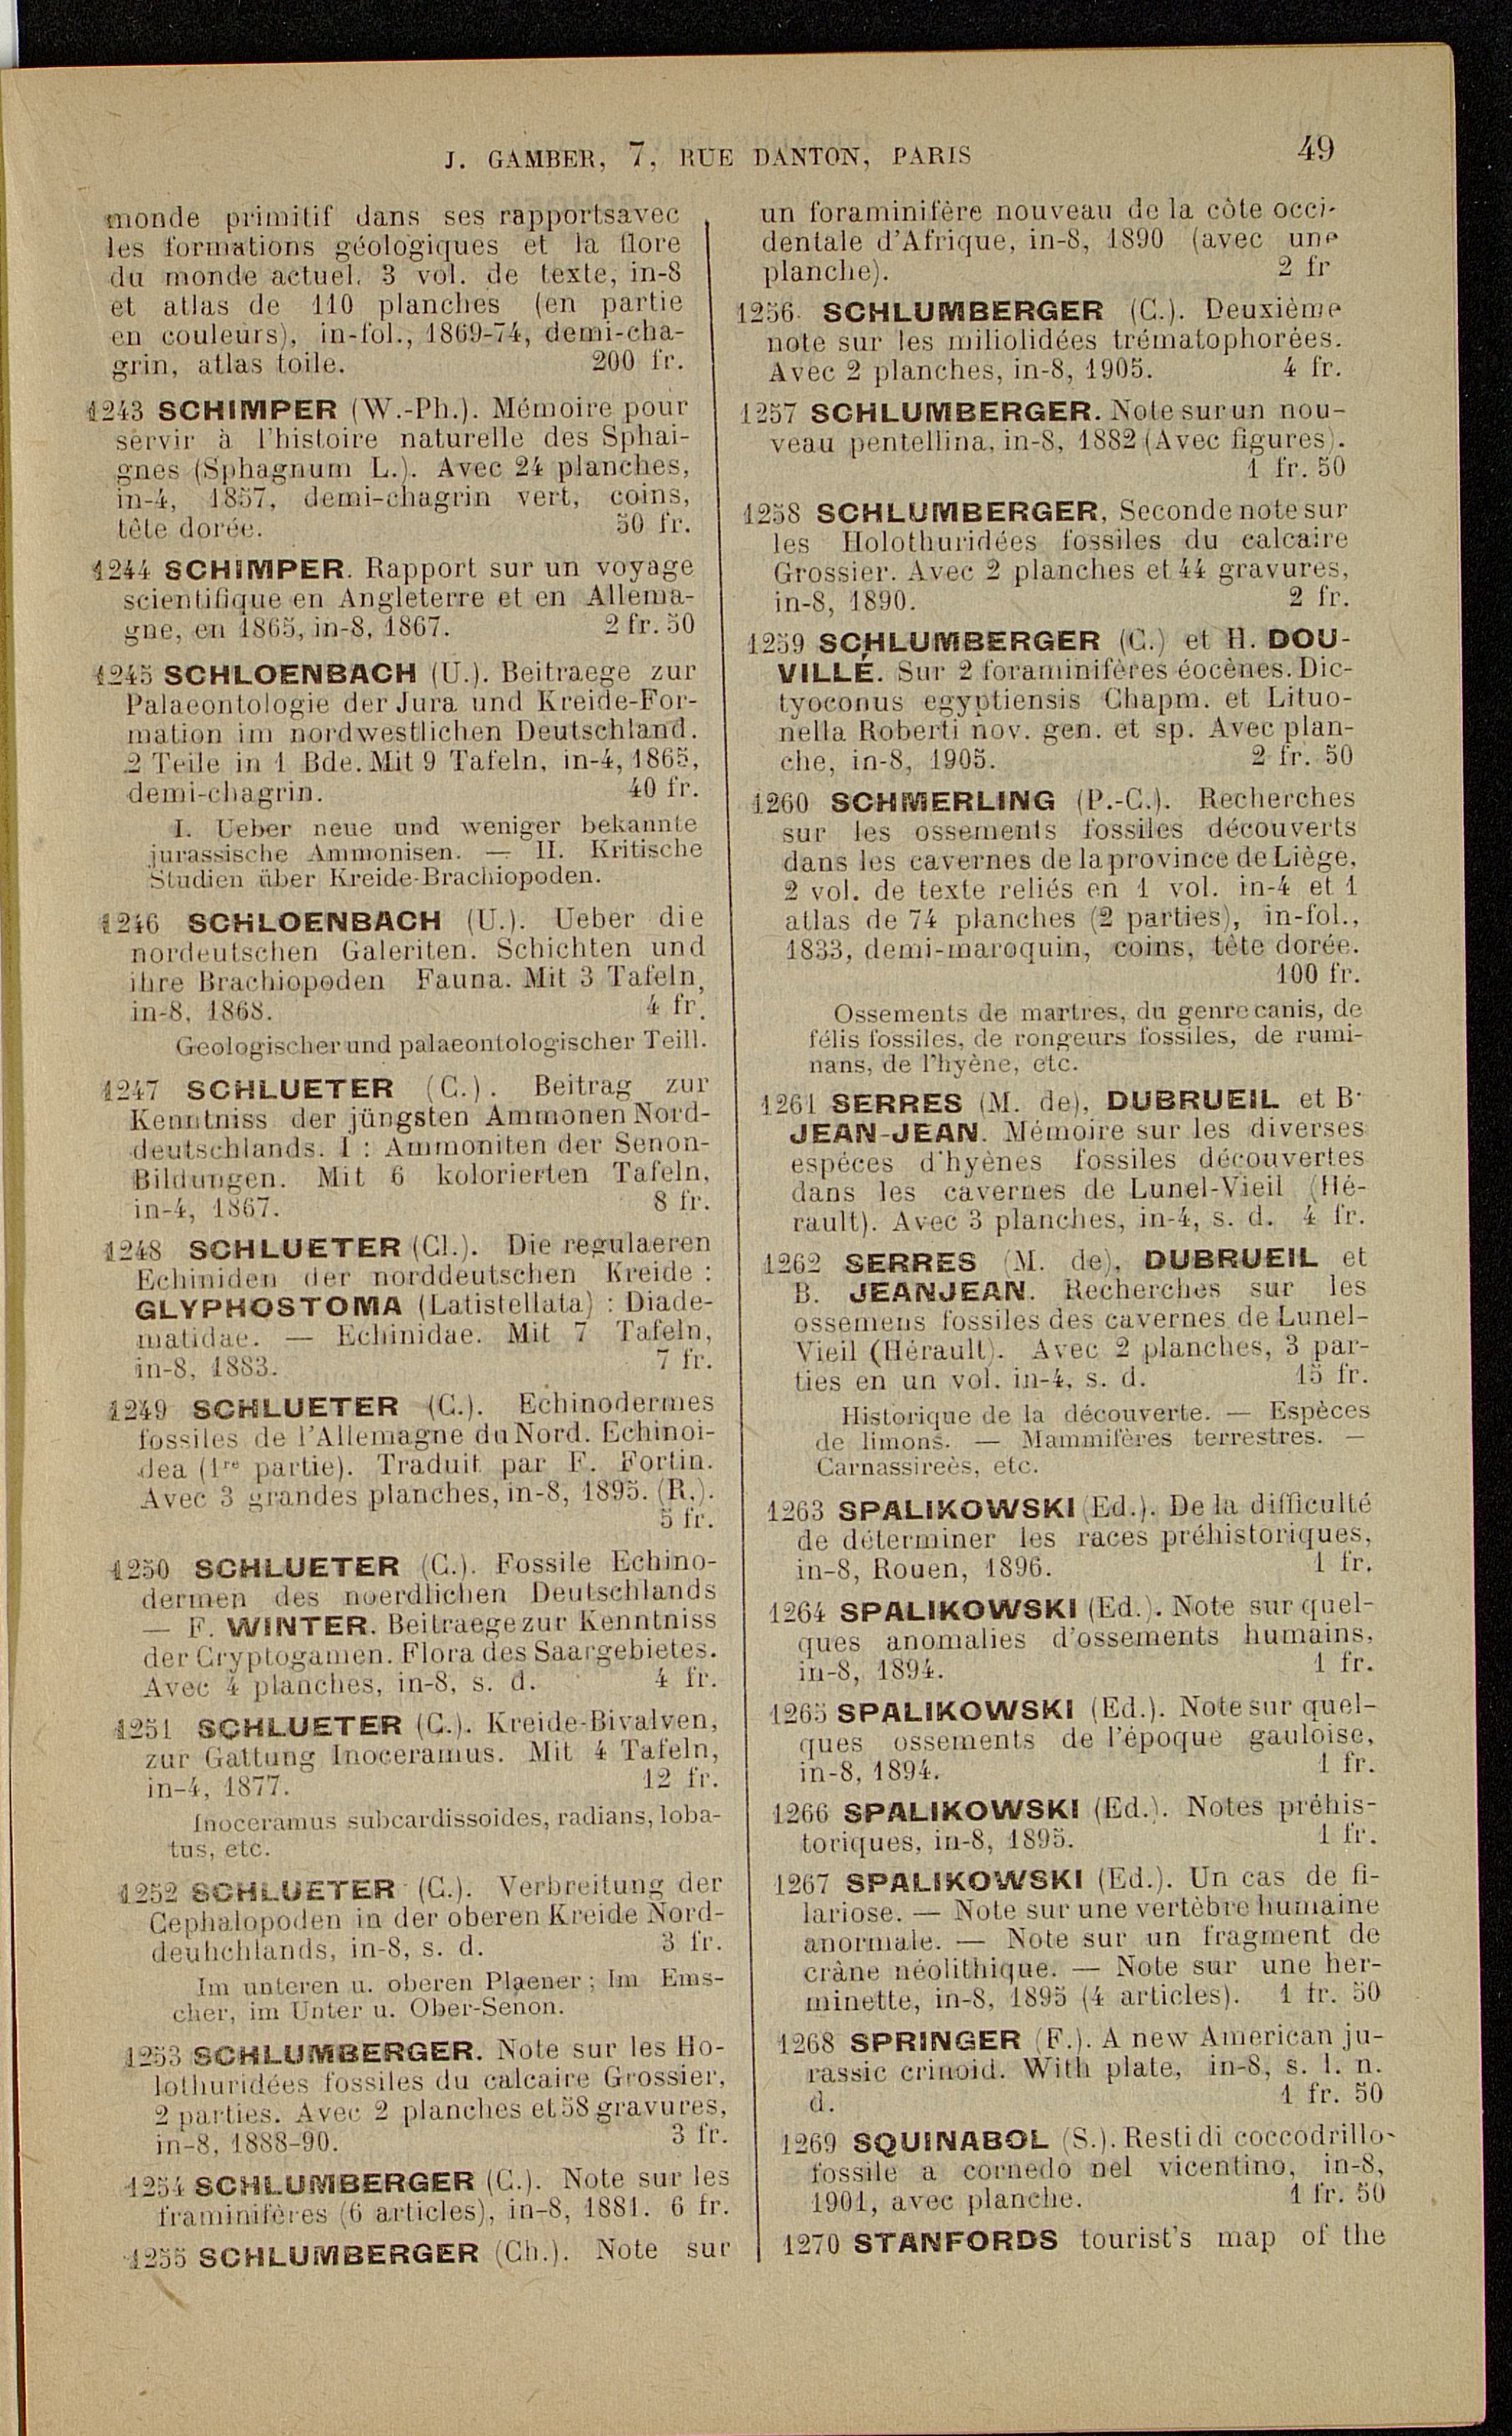 J. GAMBER, 7, RUE DANTON, PARIS
49
monde primitif dans ses rapportsavec
les formations géologiques et la flore
du monde actuel. 3 vol. de texte, in-8
et atlas de 110 planches (en partie
en couleurs), in-fol., 1869-74, demi-cha-
grin, atlas toile. 200 fr.
1243 SCHIMPER (W.-Ph.). Mémoire pour
servir à l'histoire naturelle des Sphai-
gnes (Sphagnum L.). Avec 24 planches,
in-4, 1857, demi-chagrin vert, coins,
tête dorée. 50 fr.
1244 SCHIMPER. Rapport sur un voyage
scientifique en Angleterre et en Allema-
gne, en 1865, in-8, 1867. 2 fr. 50
1245 SCHLOENBACH (U.). Beitraege zur
Palaeontologie der Jura und Kreide-For-
mation im nordwestlichen Deutschland.
2 Teile in 1 Bde. Mit 9 Tafeln, in-4, 1865,
demi-chagrin. 40 fr.
I. Ueber neue und weniger bekannte
jurassische Ammonisen. — II. Kritische
Studien über Kreide-Brachiopoden.
1246 SCHLOENBACH (U.). Ueber die
nordeutschen Galeriten. Schichten und
ihre Brachiopoden Fauna. Mit 3 Tafeln,
in-8, 1868. 4 fr.
Geologischer und palaeontologischer Teill.
1247 SCHLUETER (C.). Beitrag zur
Kenntniss der jüngsten Ammonen Nord-
deutschlands. I : Ammoniten der Senon-
Bildungen. Mit 6 kolorierten Tafeln,
in-4, 1867. 8 fr.
1248 SCHLUETER (Cl.). Die regulaeren
Echiniden der norddeutschen Kreide :
GLYPHOSTOMA (Latistellata) : Diade-
matidae. — Echinidae. Mit 7 Tafeln,
in-8, 1883. 7 fr.
1249 SCHLUETER (C.). Echinodermes
fossiles de l'Allemagne du Nord. Echinoi-
dea (1re partie). Traduit par F. Fortin.
Avec 3 grandes planches, in-8, 1895. (R.).
5 fr.
1250 SCHLUETER (C.). Fossile Echino-
dermen des noerdlichen Deutschlands
— F. WINTER. Beitraege zur Kenntniss
der Cryptogamen. Flora des Saargebietes.
Avec 4 planches, in-8, s. d. 4 fr.
1251 SCHLUETER (C.). Kreide-Bivalven,
zur Gattung Inoceramus. Mit 4 Tafeln,
in-4, 1877. 12 fr.
Inoceramus subcardissoides, radians, loba-
tus, etc.
1252 SCHLUETER (C.). Verbreitung der
Cephalopoden in der oberen Kreide Nord-
deuhchlands, in-8, s. d. 3 fr.
Im unteren u. oberen Plaener ; Im Ems-
cher, im Unter u. Ober-Senon.
1253 SCHLUMBERGER. Note sur les Ho-
lothuridées fossiles du calcaire Grossier,
2 parties. Avec 2 planches et 58 gravures,
in-8, 1888-90. 3 fr.
1254 SCHLUMBERGER (C.). Note sur les
framinifères (6 articles), in-8, 1881. 6 fr.
1255 SCHLUMBERGER (Ch.). Note sur
un foraminifère nouveau de la côte occi-
dentale d'Afrique, in-8, 1890 (avec une
planche). 2 fr
1256 SCHLUMBERGER (C.). Deuxième
note sur les miliolidées trématophorées.
Avec 2 planches, in-8, 1905. 4 fr.
1257 SCHLUMBERGER. Note sur un nou-
veau pentellina, in-8, 1882 (Avec figures).
1 fr. 50
1258 SCHLUMBERGER, Seconde note sur
les Holothuridées fossiles du calcaire
Grossier. Avec 2 planches et 44 gravures,
in-8, 1890. 2 fr.
1259 SCHLUMBERGER (C.) et H. DOU-
VILLÉ. Sur 2 foraminifères éocènes. Dic-
tyoconus egyptiensis Chapm. et Lituo-
nella Roberti nov. gen. et sp. Avec plan-
che, in-8, 1905. 2 fr. 50
1260 SCHMERLING (P.-C.). Recherches
sur les ossements fossiles découverts
dans les cavernes de la province de Liège,
2 vol. de texte reliés en 1 vol. in-4 et 1
atlas de 74 planches (2 parties), in-fol.,
1833, demi-maroquin, coins, tête dorée.
100 fr.
Ossements de martres, du genre canis, de
félis fossiles, de rongeurs fossiles, de rumi-
nans, de l'hyène, etc.
1261 SERRES (M. de), DUBRUEIL et B.
JEAN-JEAN. Mémoire sur les diverses
espéces d'hyènes fossiles découvertes
dans les cavernes de Lunel-Vieil (Hé-
rault). Avec 3 planches, in-4, s. d. 4 fr.
1262 SERRES (M. de), DUBRUEIL et
B. JEANJEAN. Recherches sur les
ossemens fossiles des cavernes de Lunel-
Vieil (Hérault). Avec 2 planches, 3 par-
ties en un vol. in-4, s. d. 15 fr.
Historique de la découverte. — Espèces
de limons. — Mammifères terrestres. —
Carnassireès, etc.
1263 SPALIKOWSKI (Ed.). De la difficulté
de déterminer les races préhistoriques,
in-8, Rouen, 1896. 1 fr.
1264 SPALIKOWSKI (Ed.). Note sur quel-
ques anomalies d'ossements humains,
in-8, 1894. 1 fr.
1265 SPALIKOWSKI (Ed.). Note sur quel-
ques ossements de l'époque gauloise,
in-8, 1894. 1 fr.
1266 SPALIKOWSKI (Ed.). Notes préhis-
toriques, in-8, 1895. 1 fr.
1267 SPALIKOWSKI (Ed.). Un cas de fi-
lariose. — Note sur une vertèbre humaine
anormale. — Note sur un fragment de
crâne néolithique. — Note sur une her-
minette, in-8, 1895 (4 articles). 1 fr. 50
1268 SPRINGER (F.). A new American ju-
rassic crinoid. With plate, in-8, s. l. n.
d. 1 fr. 50
1269 SQUINABOL (S.). Resti di coccodrillo
fossile a cornedo nel vicentino, in-8,
1901, avec planche. 1 fr. 50
1270 STANFORDS tourist's map of the